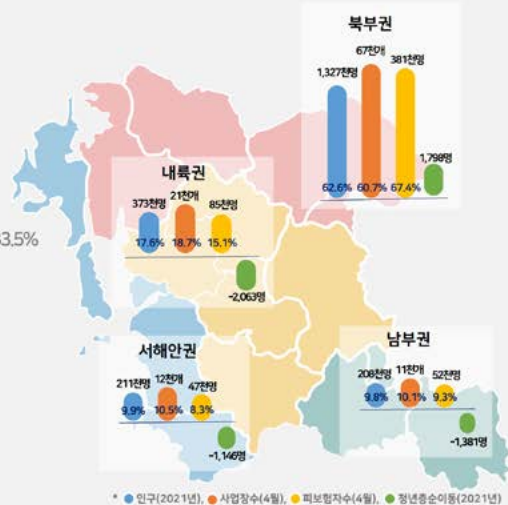 북부권
67천개
1,327천명
381천명
1,798명
62.6%
60.7%
67.4%
내륙권
373천명
21천개
85천명
17.6%
18.7%
15.1%
-2,063명
3.5%
서해안권
211천명
12천개
47천명
9.9%
10.5%
8.3%
-1,146명
남부권
208천명
11천개
52천명
9.8%
10.1%
9.3%
-1,381명
* 인구(2021년), 사업장수(4월), 피보험자수(4월), 청년층순이동(2021년)